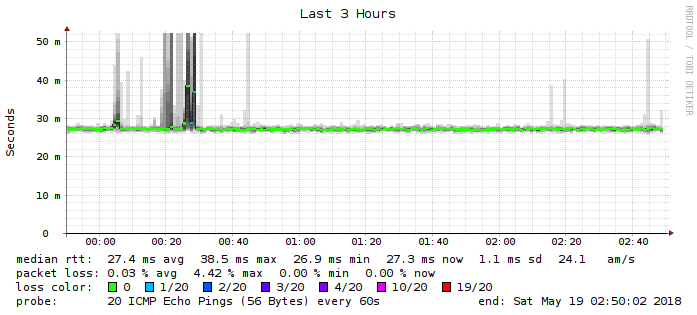 Last 3 Hours
RRDTOOL / TOBI OETIKER
Seconds
50 m
40 m
30 m
20 m
10 m
0
00:00 00:20 00:40 01:00 01:20 01:40 02:00 02:20 02:40
median rtt: 27.4 ms avg 38.5 ms max 26.9 ms min 27.3 ms now 1.1 ms sd 24.1 am/s
packet loss: 0.03 % avg 4.42 % max 0.00 % min 0.00 % now
loss color: 0 1/20 2/20 3/20 4/20 10/20 19/20
probe: 20 ICMP Echo Pings (56 Bytes) every 60s end: Sat May 19 02:50:02 2018